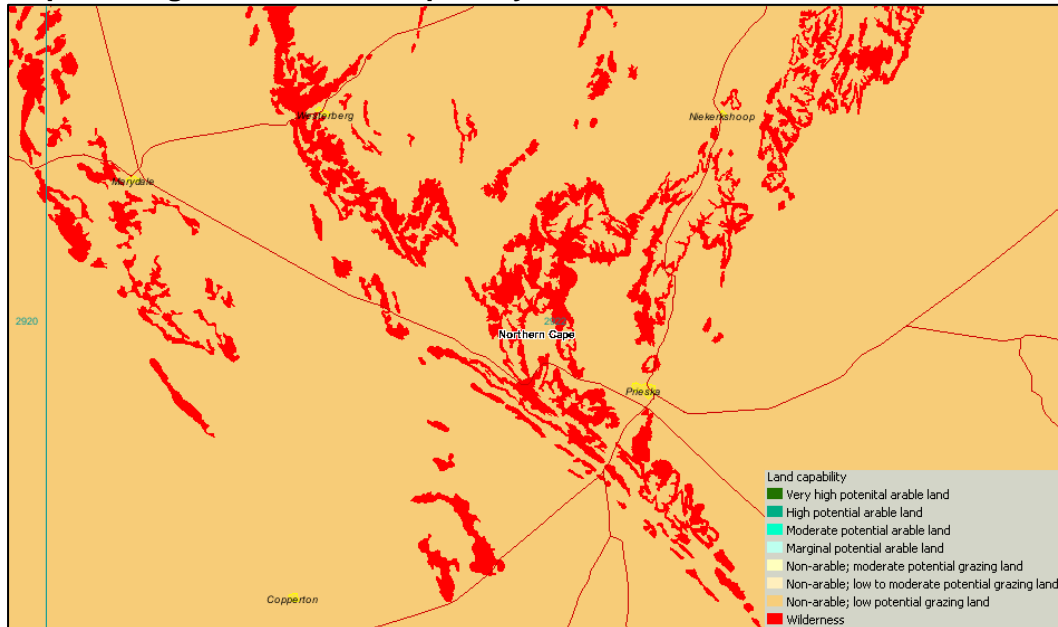 Westerberg
Niekerkshoop
Marydale
2920
Northern Cape
Prieska
Copperton
Land capability
Very high potenital arable land
High potential arable land
Moderate potential arable land
Marginal potential arable land
Non-arable; moderate potential grazing land
Non-arable; low to moderate potential grazing land
Non-arable; low potential grazing land
Wilderness